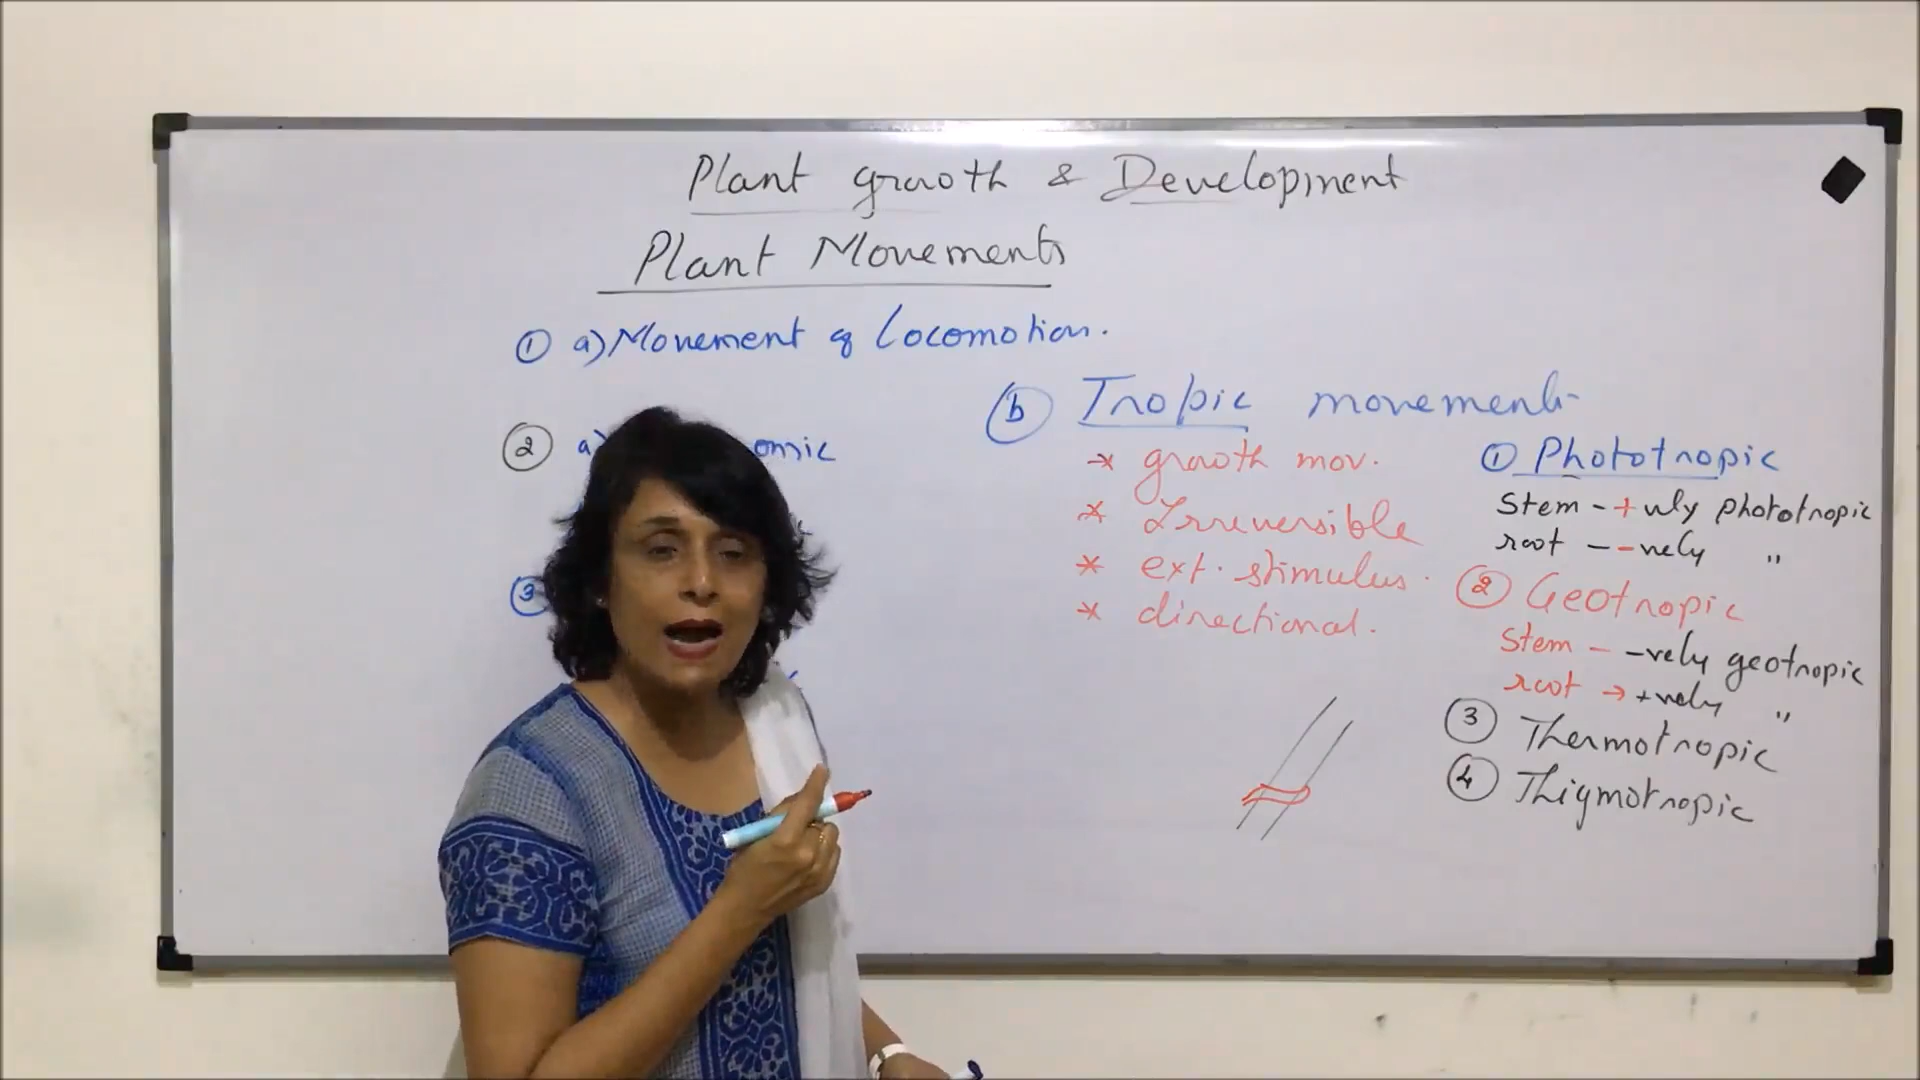 Plant growth & Development
Plant Movements
① a) Movement of Locomotion.
② a) onic
③
ⓑ Tropic movements
* growth mov.
* Irreversible
* ext. stimulus.
* directional.
① Phototropic
Stem - +vely phototropic
root - -vely "
② Geotropic
Stem - -vely geotropic
root → +vely "
③ Thermotropic
④ Thigmotropic